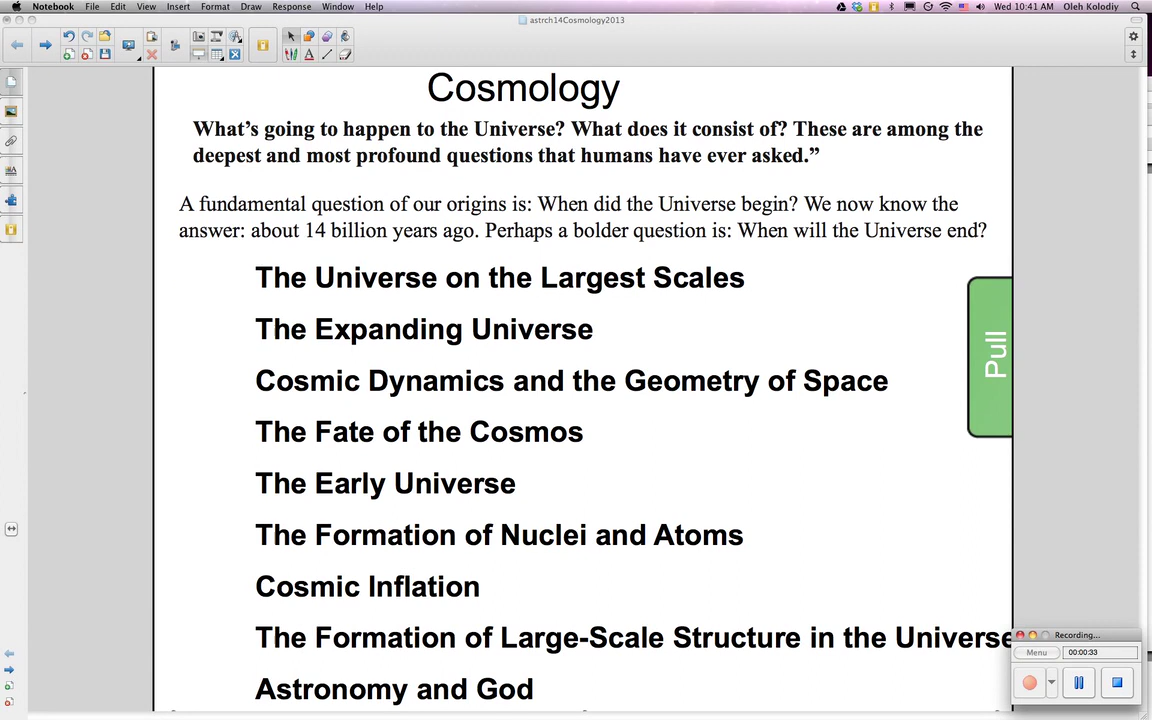 Notebook File Edit View Insert Format Draw Response Window Help Wed 10:41 AM Oleh Kolodiy
astrch14Cosmology2013
Cosmology
What’s going to happen to the Universe? What does it consist of? These are among the
deepest and most profound questions that humans have ever asked.”
A fundamental question of our origins is: When did the Universe begin? We now know the
answer: about 14 billion years ago. Perhaps a bolder question is: When will the Universe end?
The Universe on the Largest Scales
The Expanding Universe
Cosmic Dynamics and the Geometry of Space
Pull
The Fate of the Cosmos
The Early Universe
The Formation of Nuclei and Atoms
Cosmic Inflation
The Formation of Large-Scale Structure in the Universe
Astronomy and God
Recording...
Menu 00:00:33